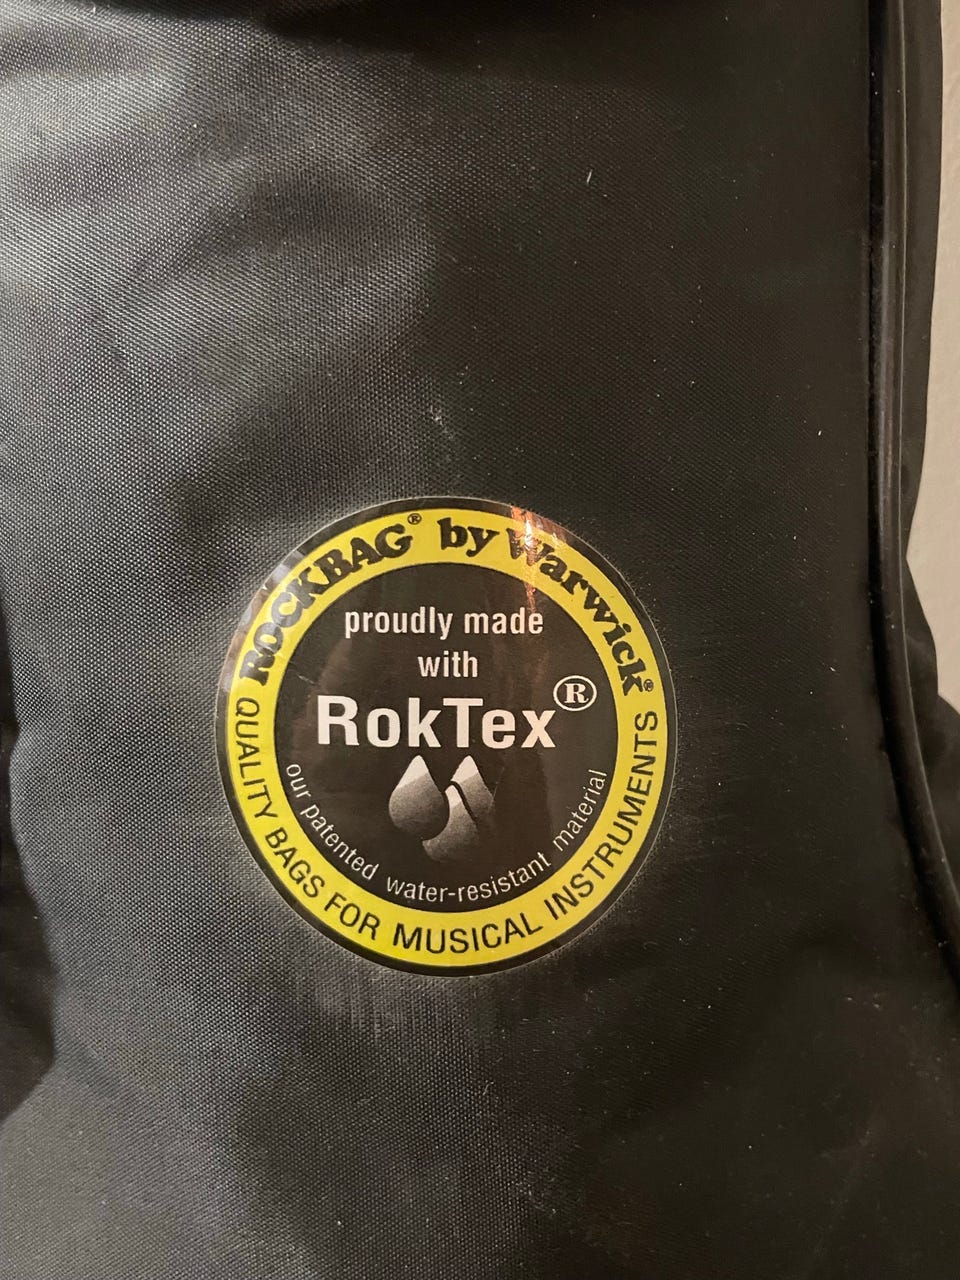 ROCKBAG® by Warwick®
proudly made
with
RokTex®
our patented water-resistant material
QUALITY BAGS FOR MUSICAL INSTRUMENTS